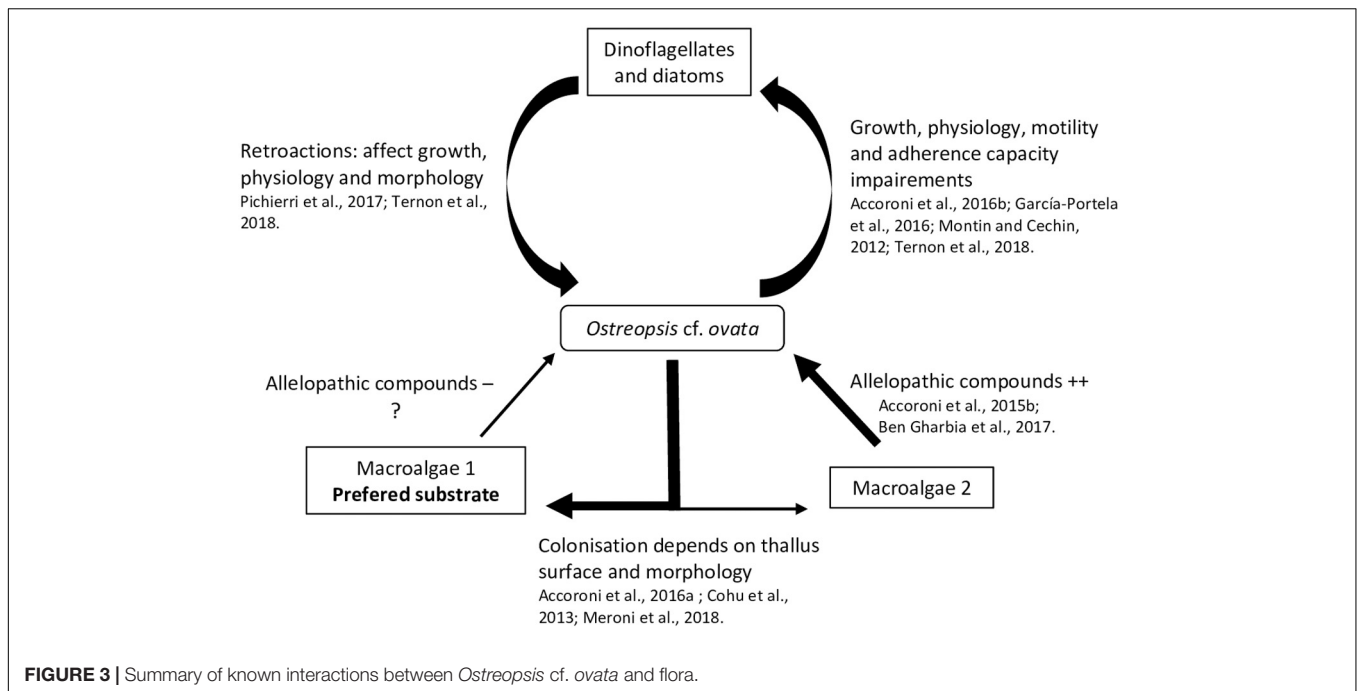 Dinoflagellates
and diatoms
Retroactions: affect growth,
physiology and morphology
Pichierri et al., 2017; Ternon et al.,
2018.
Growth, physiology, motility
and adherence capacity
impairements
Accoroni et al., 2016b; García-Portela
et al., 2016; Montin and Cechin,
2012; Ternon et al., 2018.
Ostreopsis cf. ovata
Allelopathic compounds –
?
Allelopathic compounds ++
Accoroni et al., 2015b;
Ben Gharbia et al., 2017.
Macroalgae 1
Prefered substrate
Macroalgae 2
Colonisation depends on thallus
surface and morphology
Accoroni et al., 2016a ; Cohu et al.,
2013; Meroni et al., 2018.
FIGURE 3 | Summary of known interactions between Ostreopsis cf. ovata and flora.